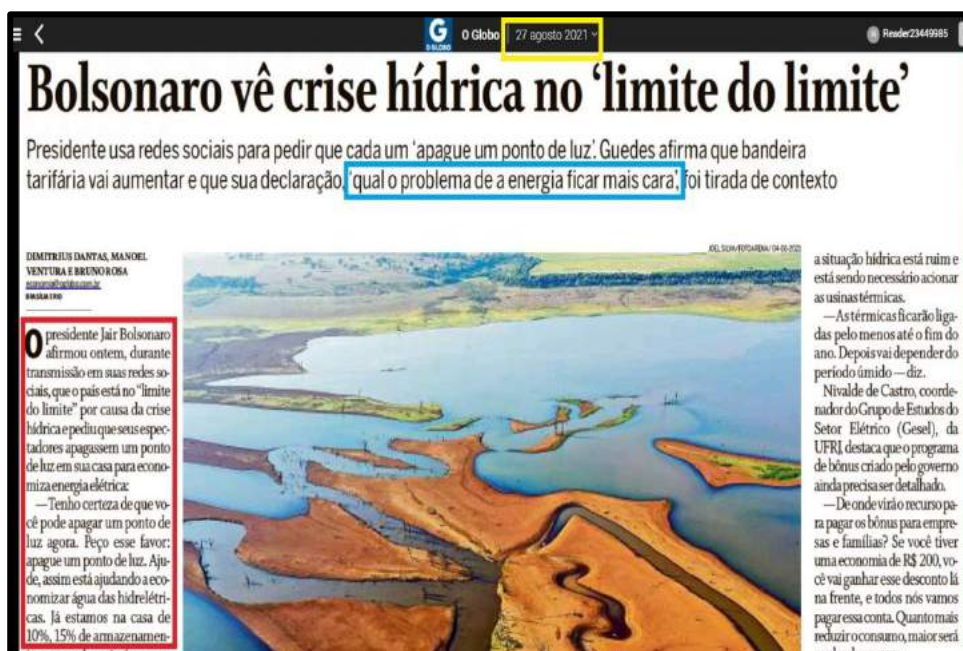 G
O GLOBO
O Globo
27 agosto 2021
Reader23449985
Bolsonaro vê crise hídrica no ‘limite do limite’
Presidente usa redes sociais para pedir que cada um ‘apague um ponto de luz’. Guedes afirma que bandeira
tarifária vai aumentar e que sua declaração, ‘qual o problema de a energia ficar mais cara’, foi tirada de contexto
DIMITRIUS DANTAS, MANOEL
VENTURA E BRUNO ROSA
economia@oglobo.com.br
BRASÍLIA E RIO
O presidente Jair Bolsonaro
afirmou ontem, durante
transmissão em suas redes so-
ciais, que o país está no “limite
do limite” por causa da crise
hídrica e pediu que seus espec-
tadores apagassem um ponto
de luz em sua casa para econo-
miza energia elétrica:
—Tenho certeza de que vo-
cê pode apagar um ponto de
luz agora. Peço esse favor:
apague um ponto de luz. Aju-
de, assim está ajudando a eco-
nomizar água das hidrelétri-
cas. Já estamos na casa de
10%, 15% de armazenamen-
a situação hídrica está ruim e
está sendo necessário acionar
as usinas térmicas.
—As térmicas ficarão liga-
das pelo menos até o fim do
ano. Depois vai depender do
período úmido — diz.
Nivalde de Castro, coorde-
nador do Grupo de Estudos do
Setor Elétrico (Gesel), da
UFRJ, destaca que o programa
de bônus criado pelo governo
ainda precisa ser detalhado.
—De onde virão recurso pa-
ra pagar os bônus para empre-
sas e famílias? Se você tiver
uma economia de R$ 200, vo-
cê vai ganhar esse desconto lá
na frente, e todos nós vamos
pagar essa conta. Quanto mais
reduzir o consumo, maior será